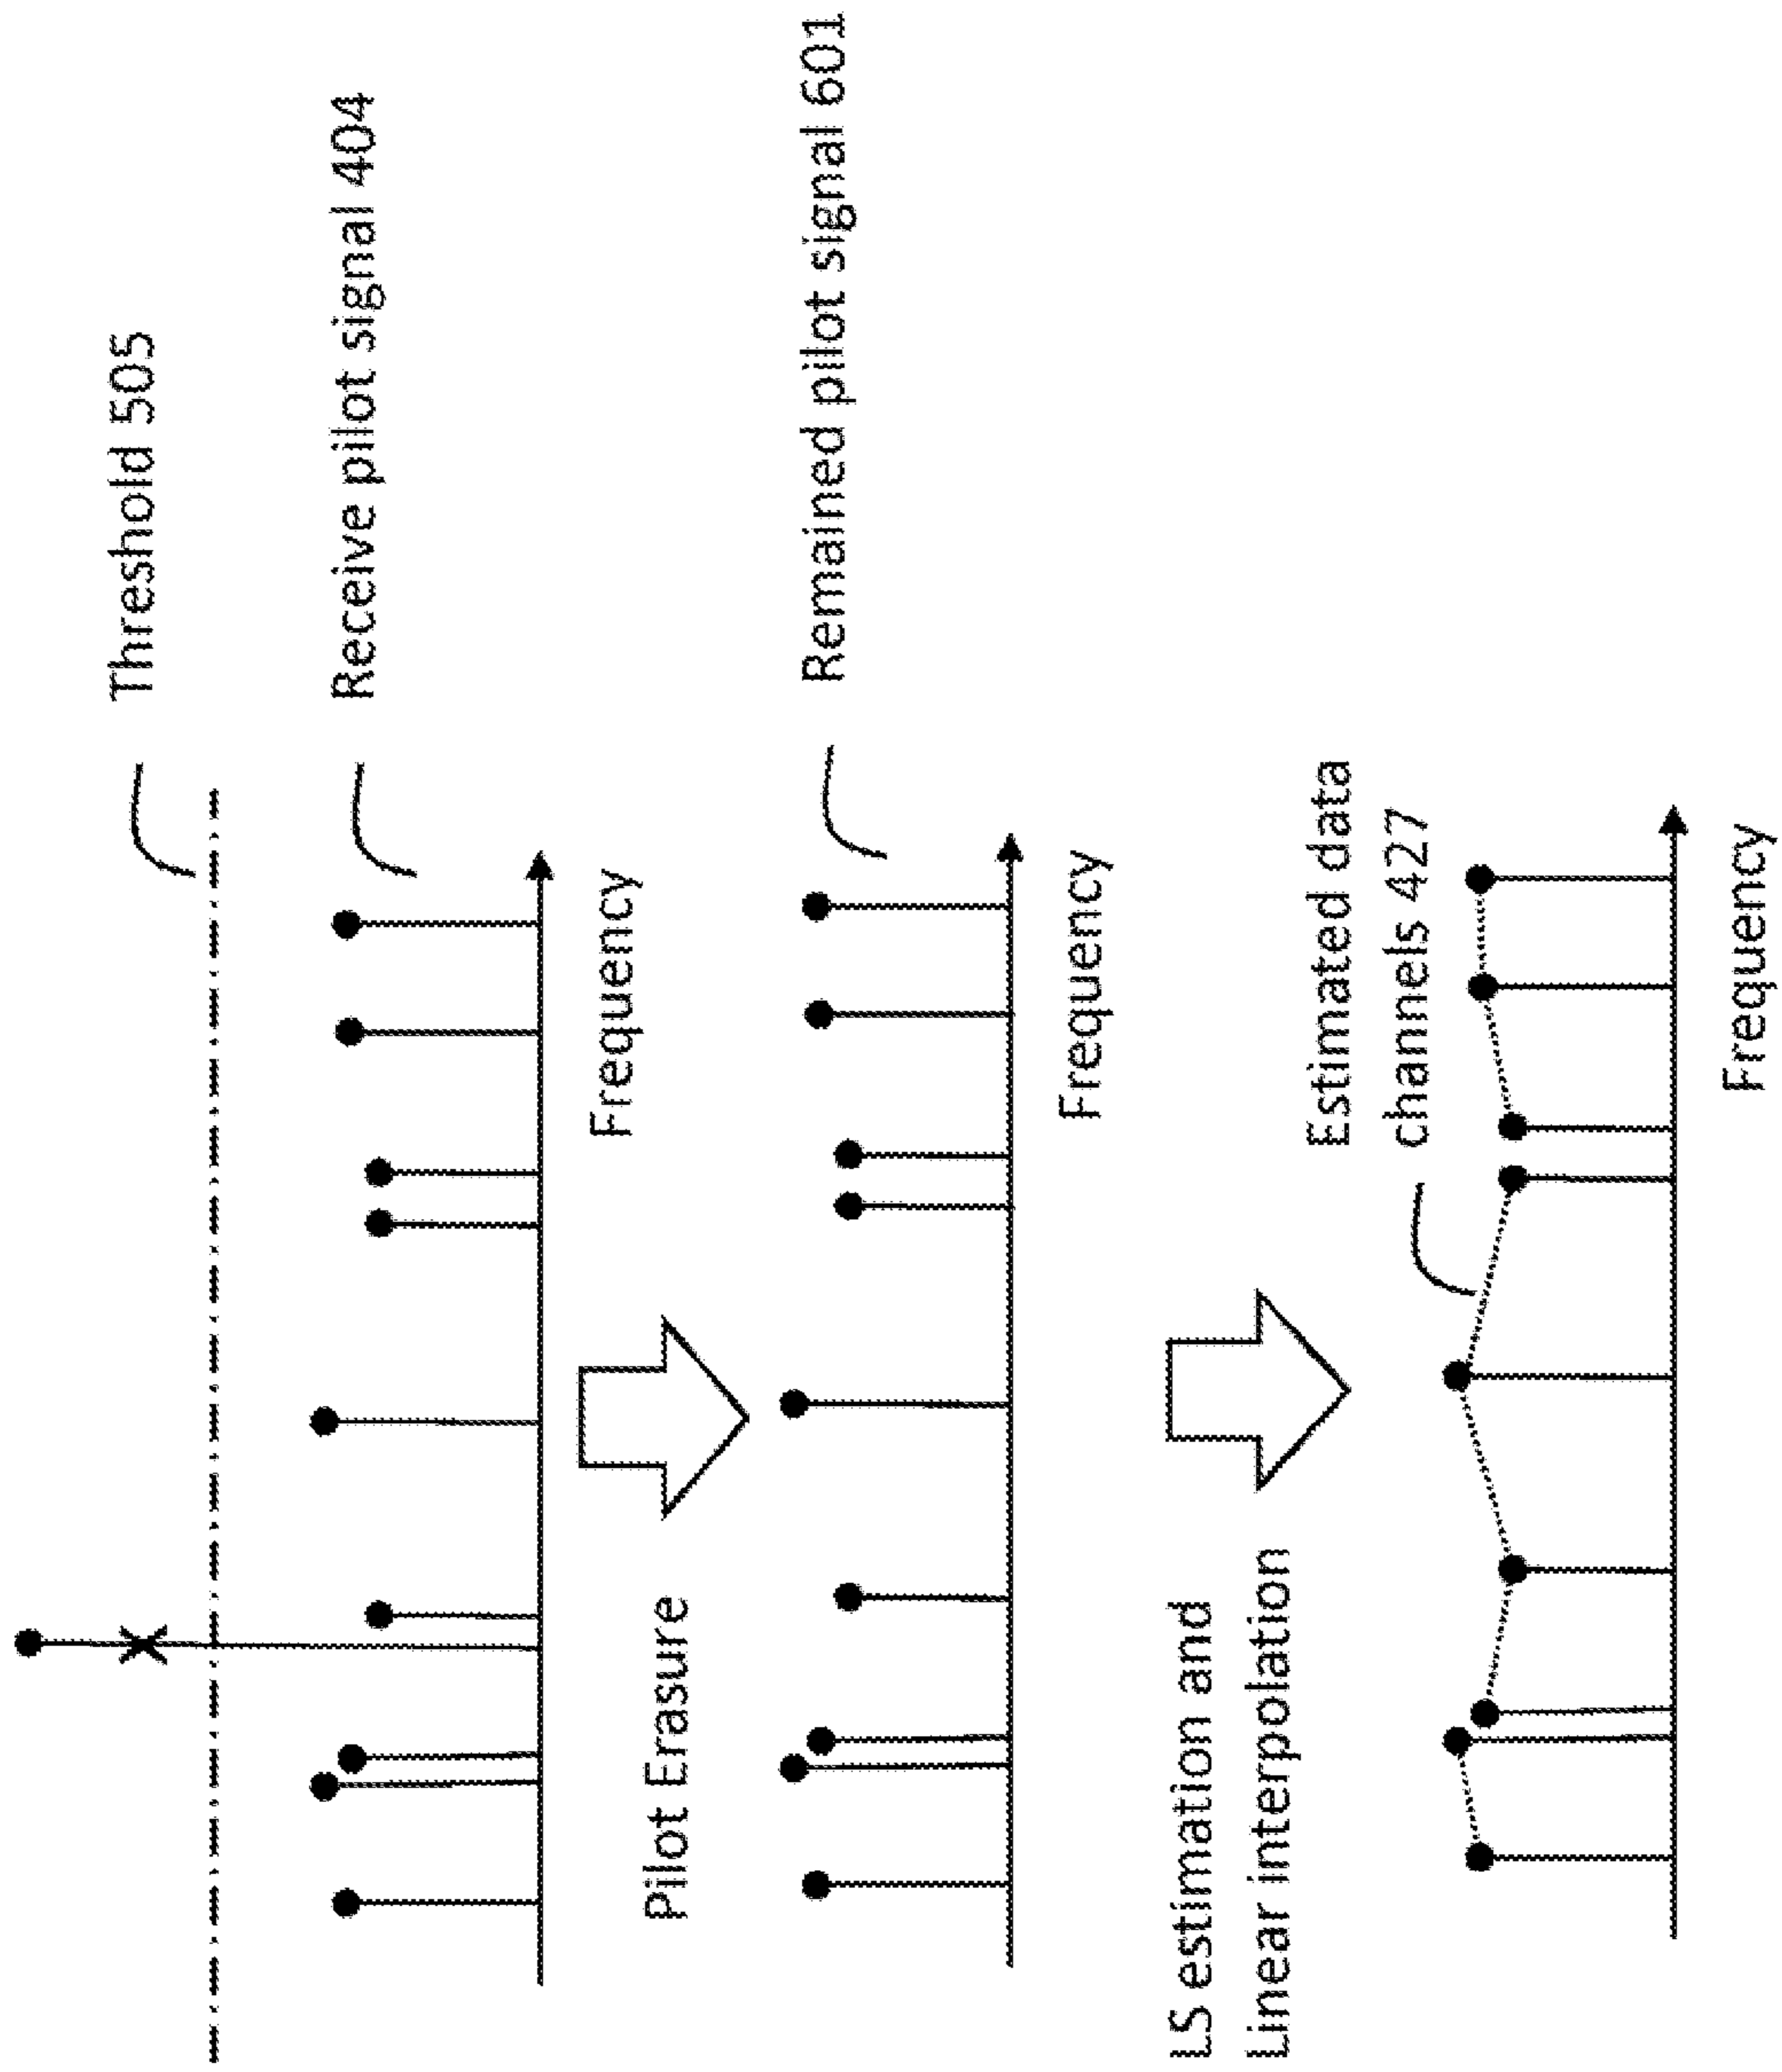 Threshold 505
Receive pilot signal 404
Frequency
Pilot Erasure
Remained pilot signal 601
Frequency
LS estimation and
Linear interpolation
Estimated data
channels 427
Frequency